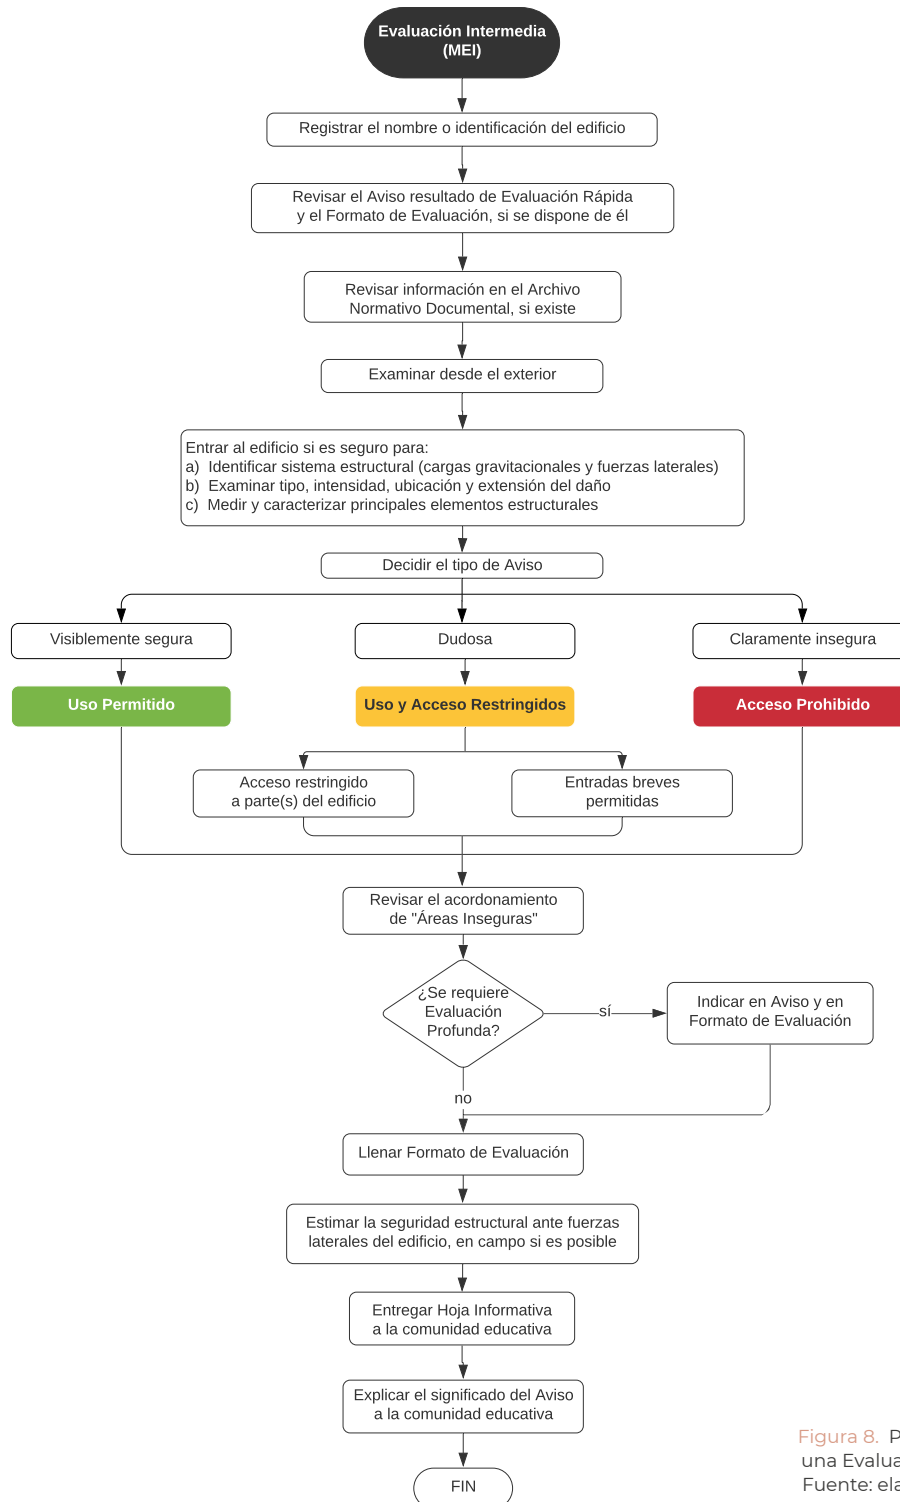 Evaluación Intermedia
(MEI)
Registrar el nombre o identificación del edificio
Revisar el Aviso resultado de Evaluación Rápida
y el Formato de Evaluación, si se dispone de él
Revisar información en el Archivo
Normativo Documental, si existe
Examinar desde el exterior
Entrar al edificio si es seguro para:
a) Identificar sistema estructural (cargas gravitacionales y fuerzas laterales)
b) Examinar tipo, intensidad, ubicación y extensión del daño
c) Medir y caracterizar principales elementos estructurales
Decidir el tipo de Aviso
Visiblemente segura
Dudosa
Claramente insegura
Uso Permitido
Uso y Acceso Restringidos
Acceso Prohibido
Acceso restringido
a parte(s) del edificio
Entradas breves
permitidas
Revisar el acordonamiento
de "Áreas Inseguras"
¿Se requiere
Evaluación
Profunda?
sí
Indicar en Aviso y en
Formato de Evaluación
no
Llenar Formato de Evaluación
Estimar la seguridad estructural ante fuerzas
laterales del edificio, en campo si es posible
Entregar Hoja Informativa
a la comunidad educativa
Explicar el significado del Aviso
a la comunidad educativa
FIN
Figura 8. P
una Evalua
Fuente: ela